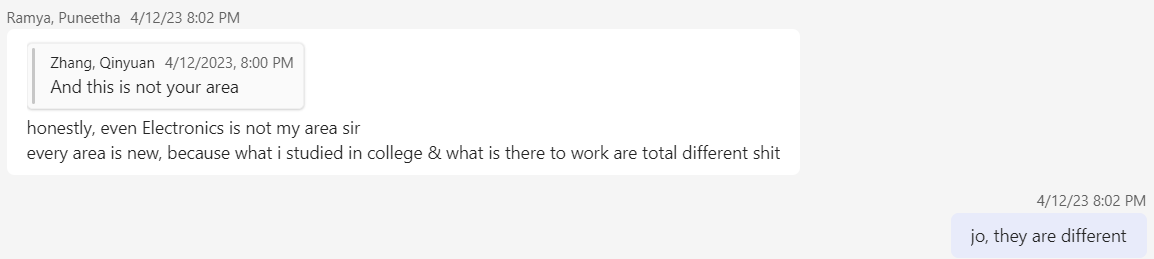 Ramya, Puneetha 4/12/23 8:02 PM
Zhang, Qinyuan 4/12/2023, 8:00 PM
And this is not your area
honestly, even Electronics is not my area sir
every area is new, because what i studied in college & what is there to work are total different shit
4/12/23 8:02 PM
jo, they are different